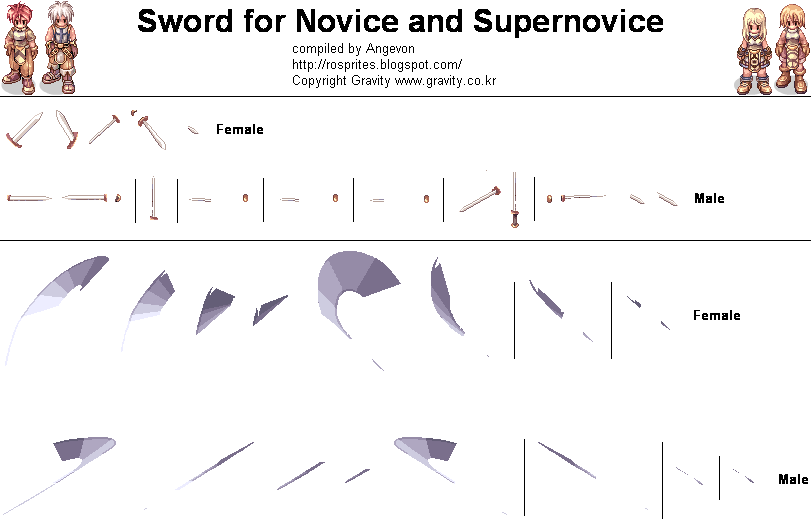 Sword for Novice and Supernovice
compiled by Angevon
http://rosprites.blogspot.com/
Copyright Gravity www.gravity.co.kr
Female
Male
Female
Male